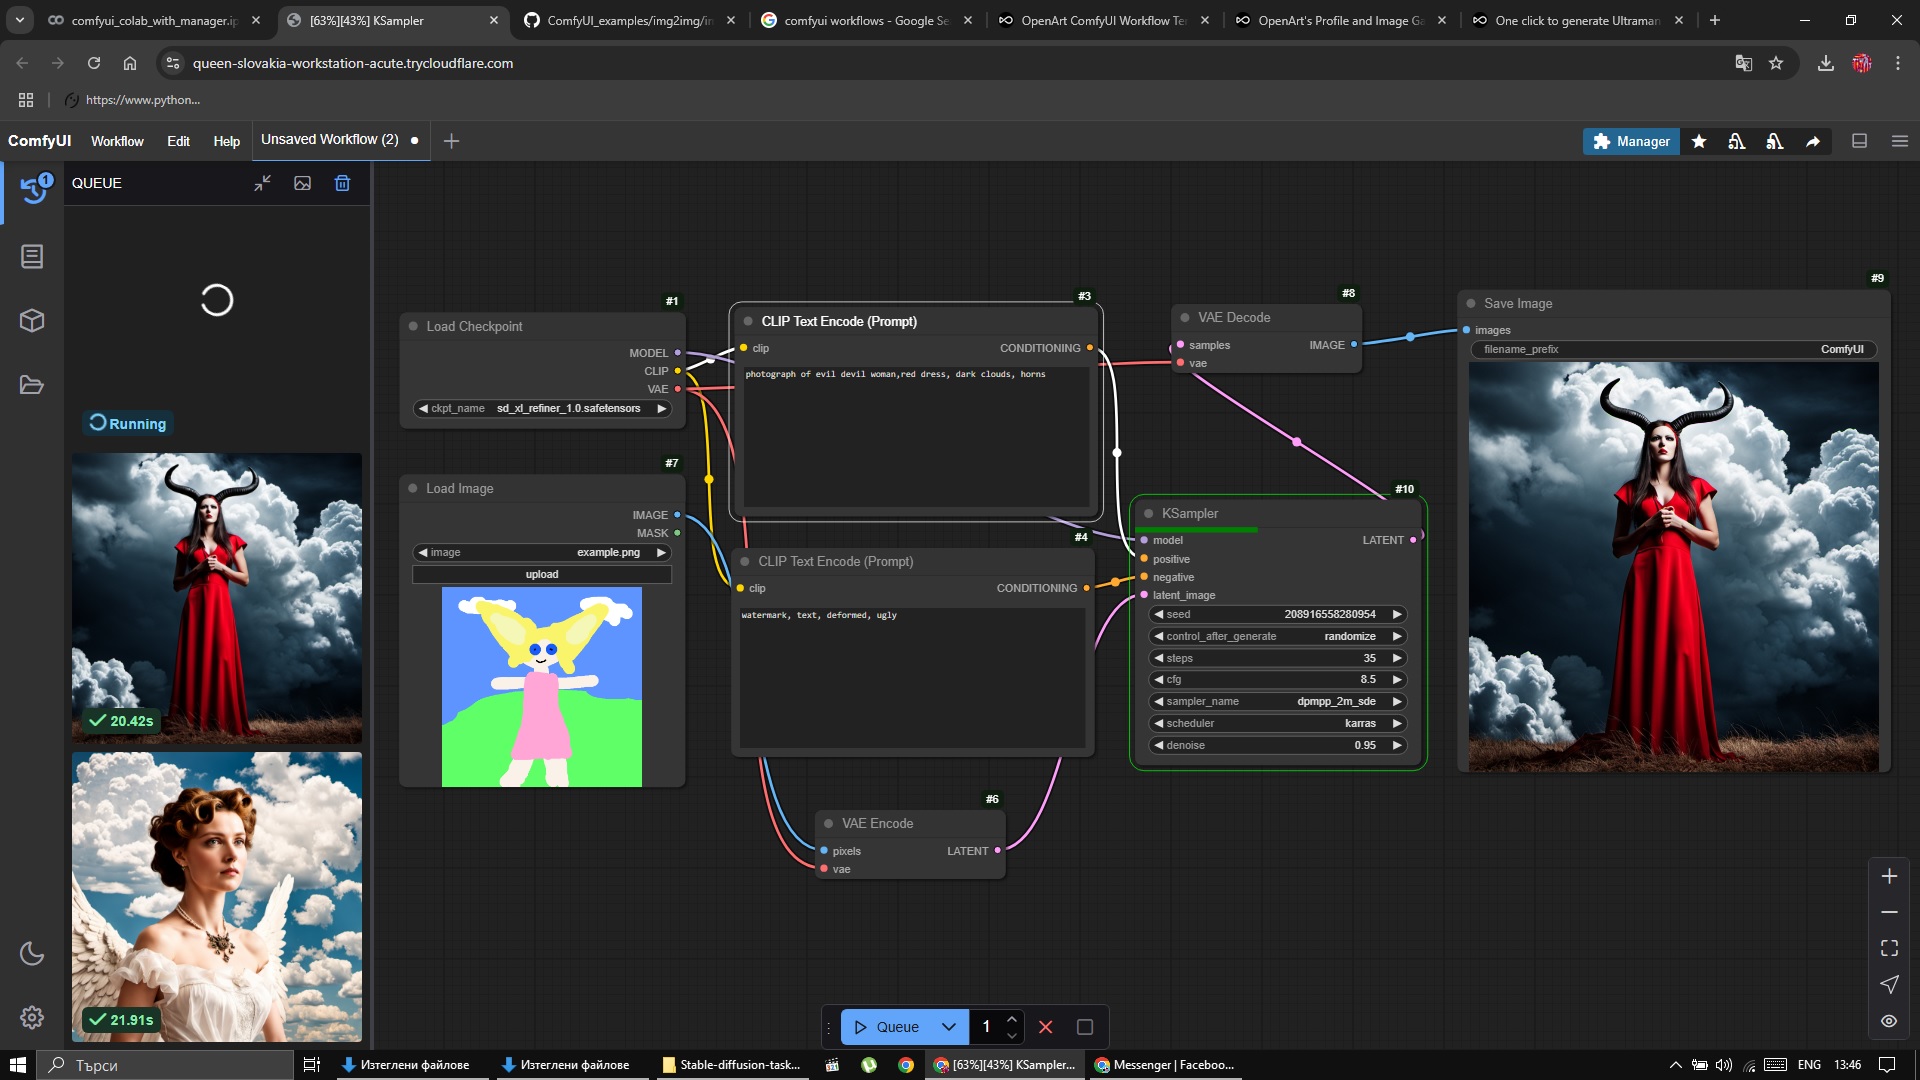 comfyui_colab_with_manager.ip
[63%][43%] KSampler
ComfyUI_examples/img2img/in
comfyui workflows - Google Se
OpenArt ComfyUI Workflow Te
OpenArt's Profile and Image Ga
One click to generate Ultraman
queen-slovakia-workstation-acute.trycloudflare.com
https://www.python...
ComfyUI
Workflow
Edit
Help
Unsaved Workflow (2)
Manager
1
QUEUE
Running
20.42s
21.91s
#1
Load Checkpoint
MODEL
CLIP
VAE
ckpt_name sd_xl_refiner_1.0.safetensors
#7
Load Image
IMAGE
MASK
image example.png
upload
#3
CLIP Text Encode (Prompt)
clip CONDITIONING
photograph of evil devil woman,red dress, dark clouds, horns
#4
CLIP Text Encode (Prompt)
clip CONDITIONING
watermark, text, deformed, ugly
#6
VAE Encode
pixels LATENT
vae
#8
VAE Decode
samples IMAGE
vae
#10
KSampler
model LATENT
positive
negative
latent_image
seed 208916558280954
control_after_generate randomize
steps 35
cfg 8.5
sampler_name dpmpp_2m_sde
scheduler karras
denoise 0.95
#9
Save Image
images
filename_prefix ComfyUI
Queue
1
Търси
Изтеглени файлове
Изтеглени файлове
Stable-diffusion-task...
[63%][43%] KSampler...
Messenger | Faceboo...
ENG
13:46